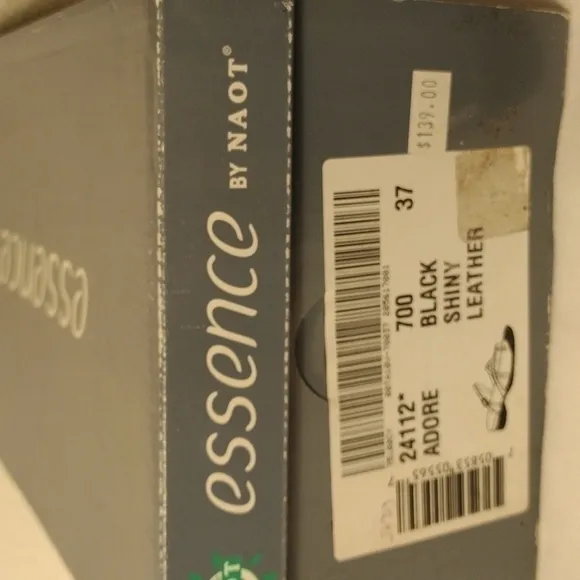 essence
essence BY NAOT®
$139.00
24112* 700 37
ADORE BLACK
SHINY
LEATHER